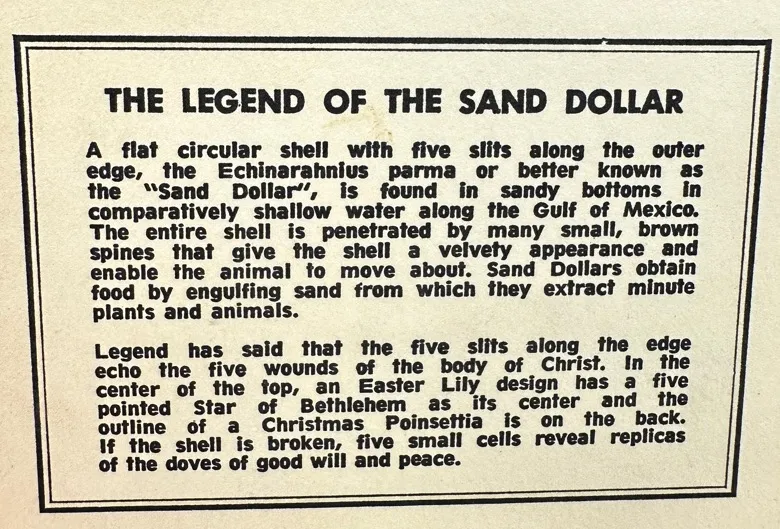 THE LEGEND OF THE SAND DOLLAR
A flat circular shell with five slits along the outer
edge, the Echinarahnius parma or better known as
the "Sand Dollar", is found in sandy bottoms in
comparatively shallow water along the Gulf of Mexico.
The entire shell is penetrated by many small, brown
spines that give the shell a velvety appearance and
enable the animal to move about. Sand Dollars obtain
food by engulfing sand from which they extract minute
plants and animals.
Legend has said that the five slits along the edge
echo the five wounds of the body of Christ. In the
center of the top, an Easter Lily design has a five
pointed Star of Bethlehem as its center and the
outline of a Christmas Poinsettia is on the back.
If the shell is broken, five small cells reveal replicas
of the doves of good will and peace.